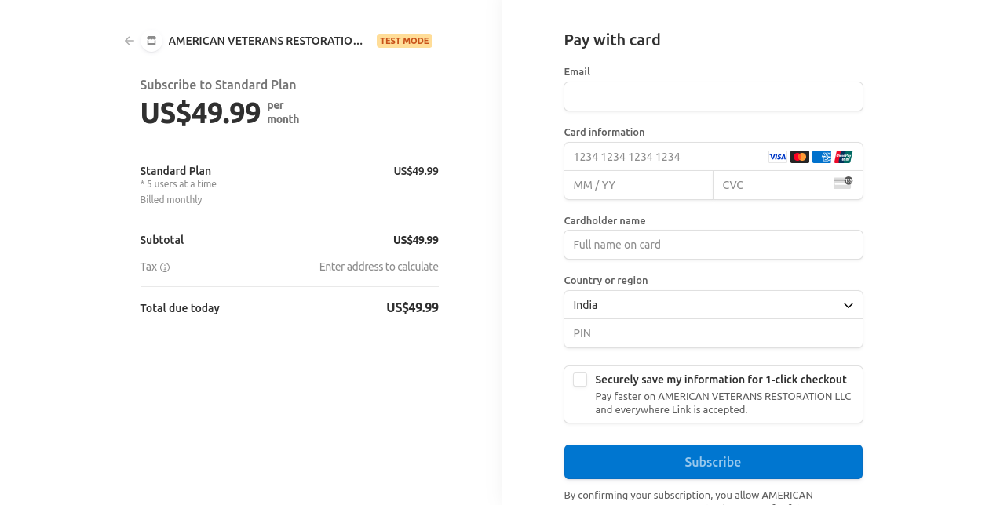 AMERICAN VETERANS RESTORATIO...
TEST MODE
Subscribe to Standard Plan
US$49.99 per
month
Standard Plan US$49.99
* 5 users at a time
Billed monthly
Subtotal US$49.99
Tax Enter address to calculate
Total due today US$49.99
Pay with card
Email
Card information
1234 1234 1234 1234 VISA
MM / YY CVC
Cardholder name
Full name on card
Country or region
India
PIN
Securely save my information for 1-click checkout
Pay faster on AMERICAN VETERANS RESTORATION LLC
and everywhere Link is accepted.
Subscribe
By confirming your subscription, you allow AMERICAN